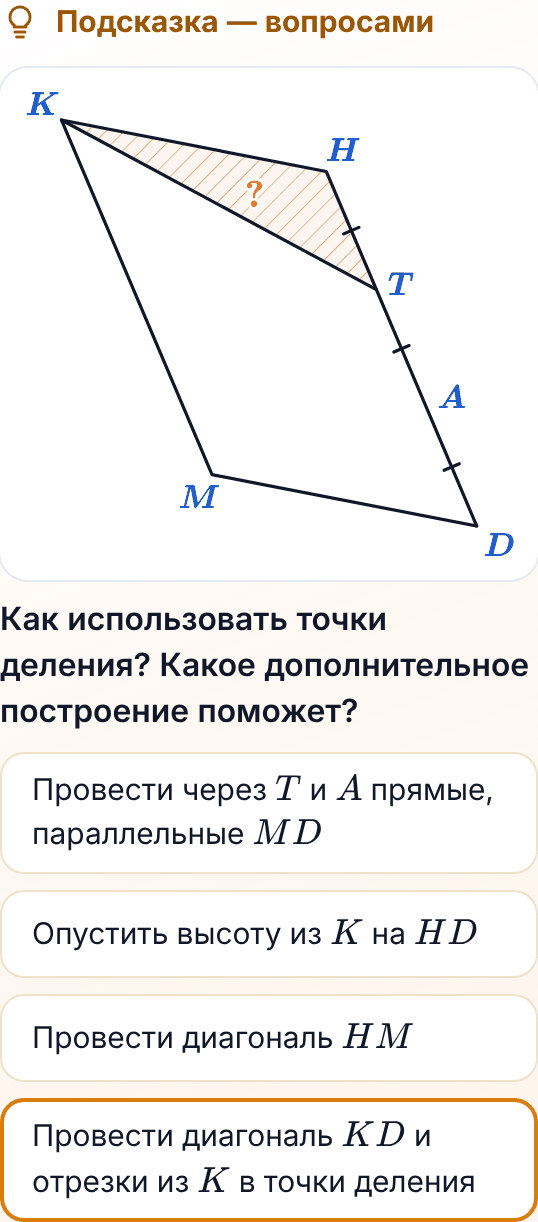 Подсказка — вопросами
K
H
?
T
A
M
D
Как использовать точки
деления? Какое дополнительное
построение поможет?
Провести через T и A прямые,
параллельные MD
Опустить высоту из K на HD
Провести диагональ HM
Провести диагональ KD и
отрезки из K в точки деления